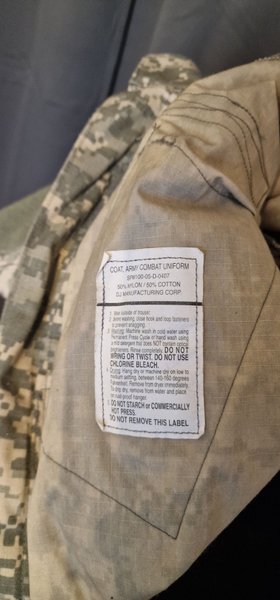 COAT, ARMY COMBAT UNIFORM
SPM100-05-D-0407
50% NYLON / 50% COTTON
DJ MANUFACTURING CORP.
1. Wear outside of trouser.
2. Before washing, close hook and loop fasteners
to prevent snagging.
3. Washing: Machine wash in cold water using
Permanent Press Cycle or hand wash using
a mild detergent that does NOT contain optical
brighteners. Rinse completely. DO NOT
WRING OR TWIST. DO NOT USE
CHLORINE BLEACH.
4. Drying: Hang dry or machine dry on low to
medium setting, between 140-160 degrees
(Fahrenheit). Remove from dryer immediately.
To drip dry, remove from water and place
on rust-proof hanger.
5. DO NOT STARCH or COMMERCIALLY
HOT PRESS.
6. DO NOT REMOVE THIS LABEL